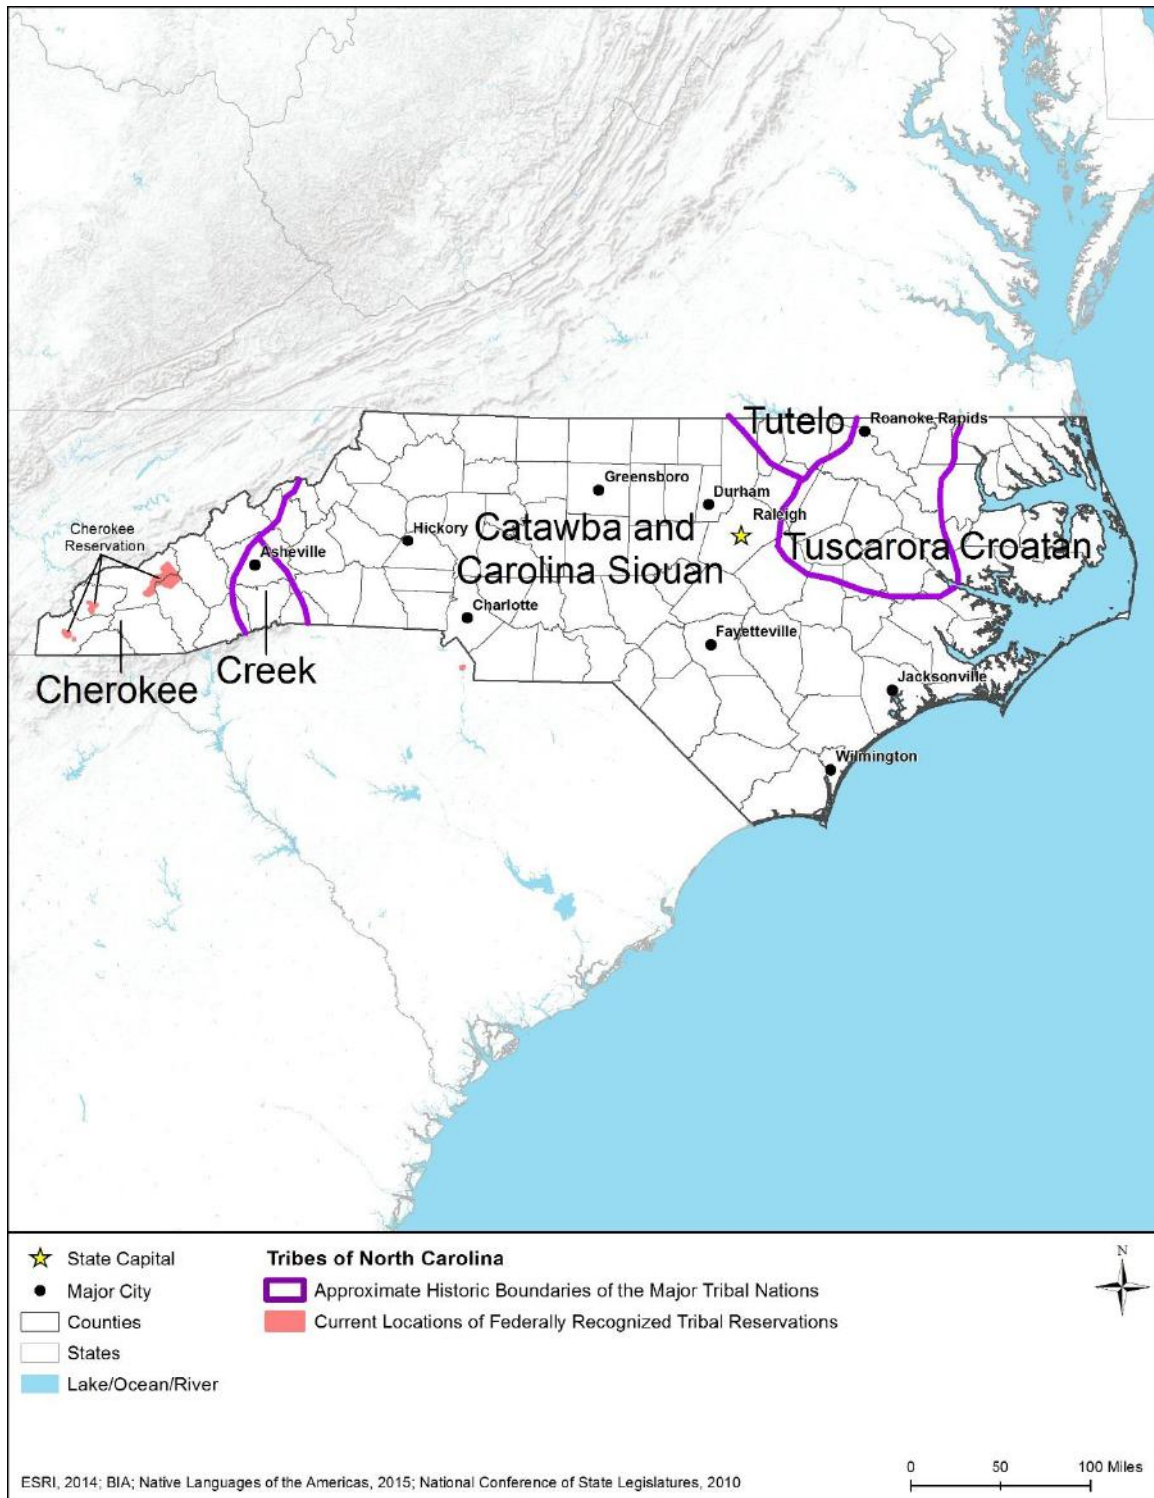 Tutelo
Roanoke Rapids
Greensboro
Durham
Cherokee
Reservation
Hickory
Catawba and
Carolina Siouan
Raleigh
Tuscarora
Croatan
Asheville
Charlotte
Fayetteville
Creek
Cherokee
Jacksonville
Wilmington
State Capital
Major City
Counties
States
Lake/Ocean/River
Tribes of North Carolina
Approximate Historic Boundaries of the Major Tribal Nations
Current Locations of Federally Recognized Tribal Reservations
N
ESRI, 2014; BIA; Native Languages of the Americas, 2015; National Conference of State Legislatures, 2010
0 50 100 Miles